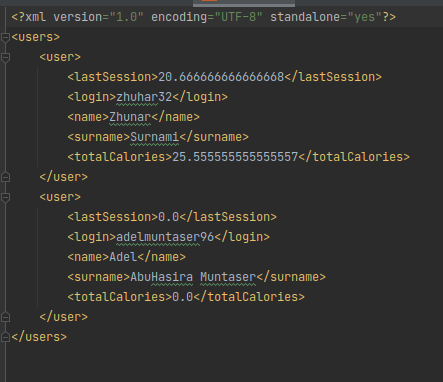 <?xml version="1.0" encoding="UTF-8" standalone="yes"?>
<users>
    <user>
        <lastSession>20.666666666666668</lastSession>
        <login>zhuhar32</login>
        <name>Zhunar</name>
        <surname>Surnami</surname>
        <totalCalories>25.555555555555557</totalCalories>
    </user>
    <user>
        <lastSession>0.0</lastSession>
        <login>adelmuntaser96</login>
        <name>Adel</name>
        <surname>AbuHasira Muntaser</surname>
        <totalCalories>0.0</totalCalories>
    </user>
</users>